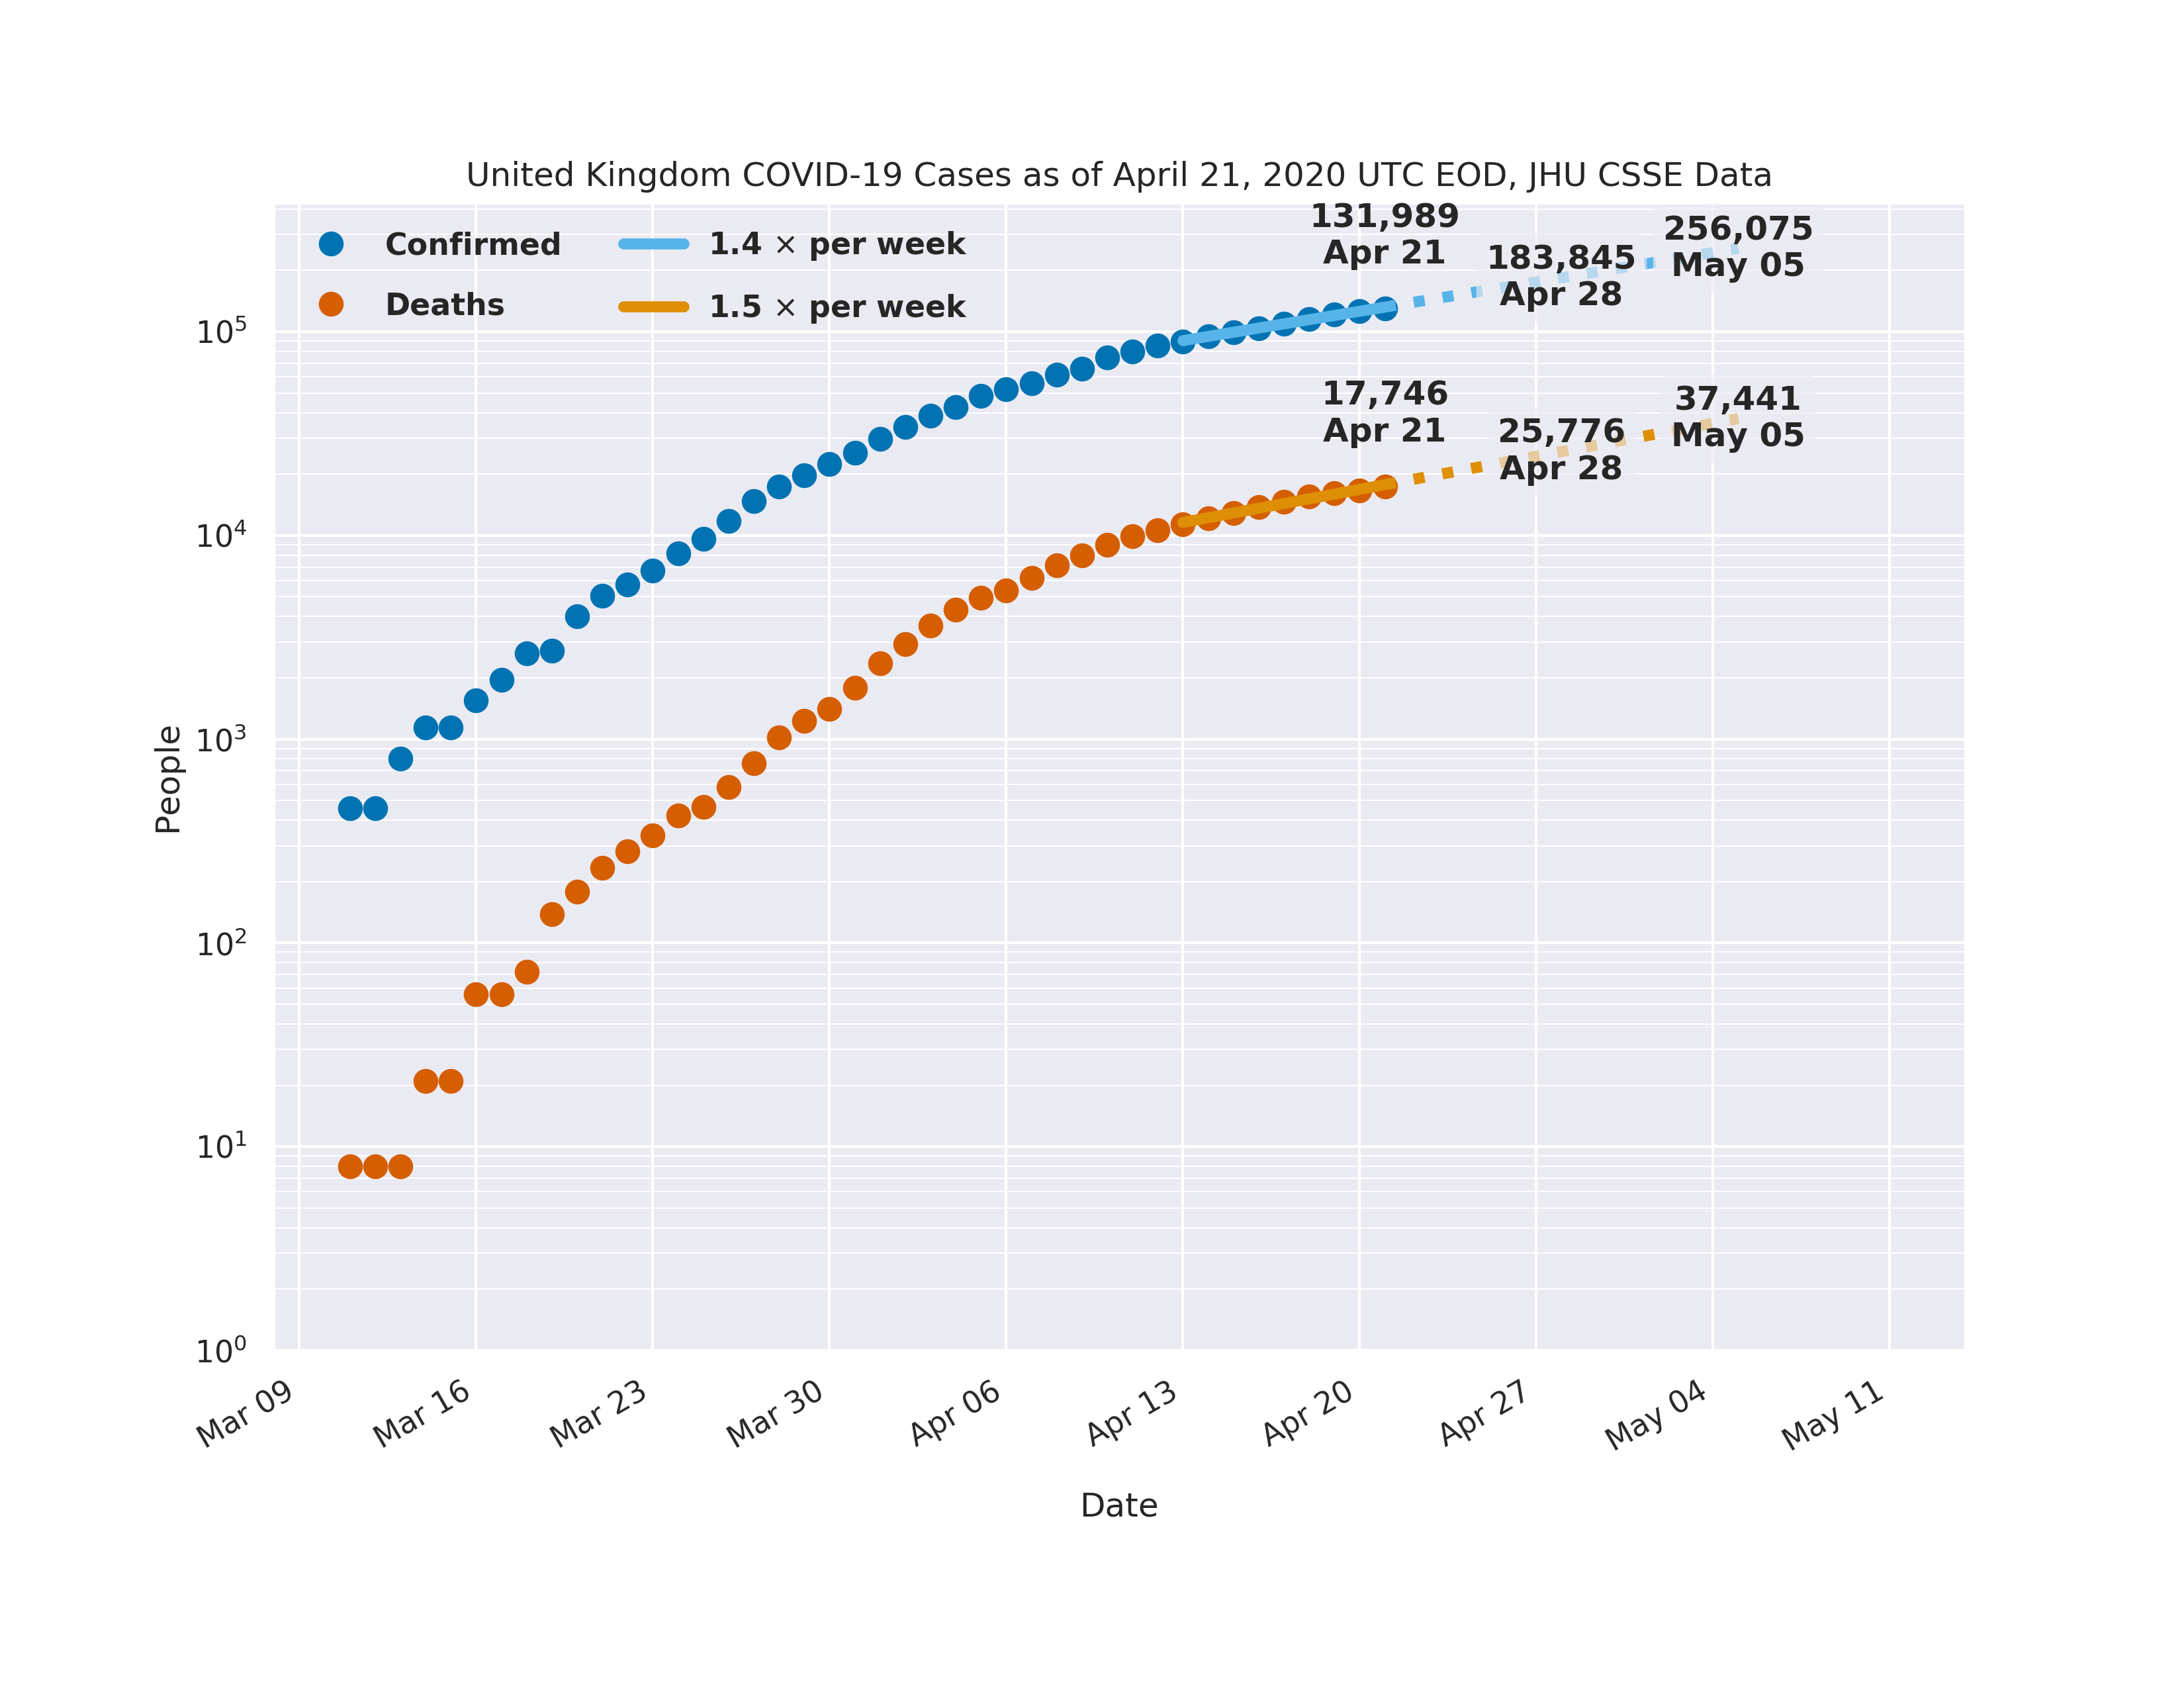 United Kingdom COVID-19 Cases as of April 21, 2020 UTC EOD, JHU CSSE Data
Confirmed
Deaths
1.4 × per week
1.5 × per week
131,989
Apr 21
183,845
Apr 28
256,075
May 05
17,746
Apr 21
25,776
Apr 28
37,441
May 05
People
10⁵
10⁴
10³
10²
10¹
10⁰
Mar 09
Mar 16
Mar 23
Mar 30
Apr 06
Apr 13
Apr 20
Apr 27
May 04
May 11
Date